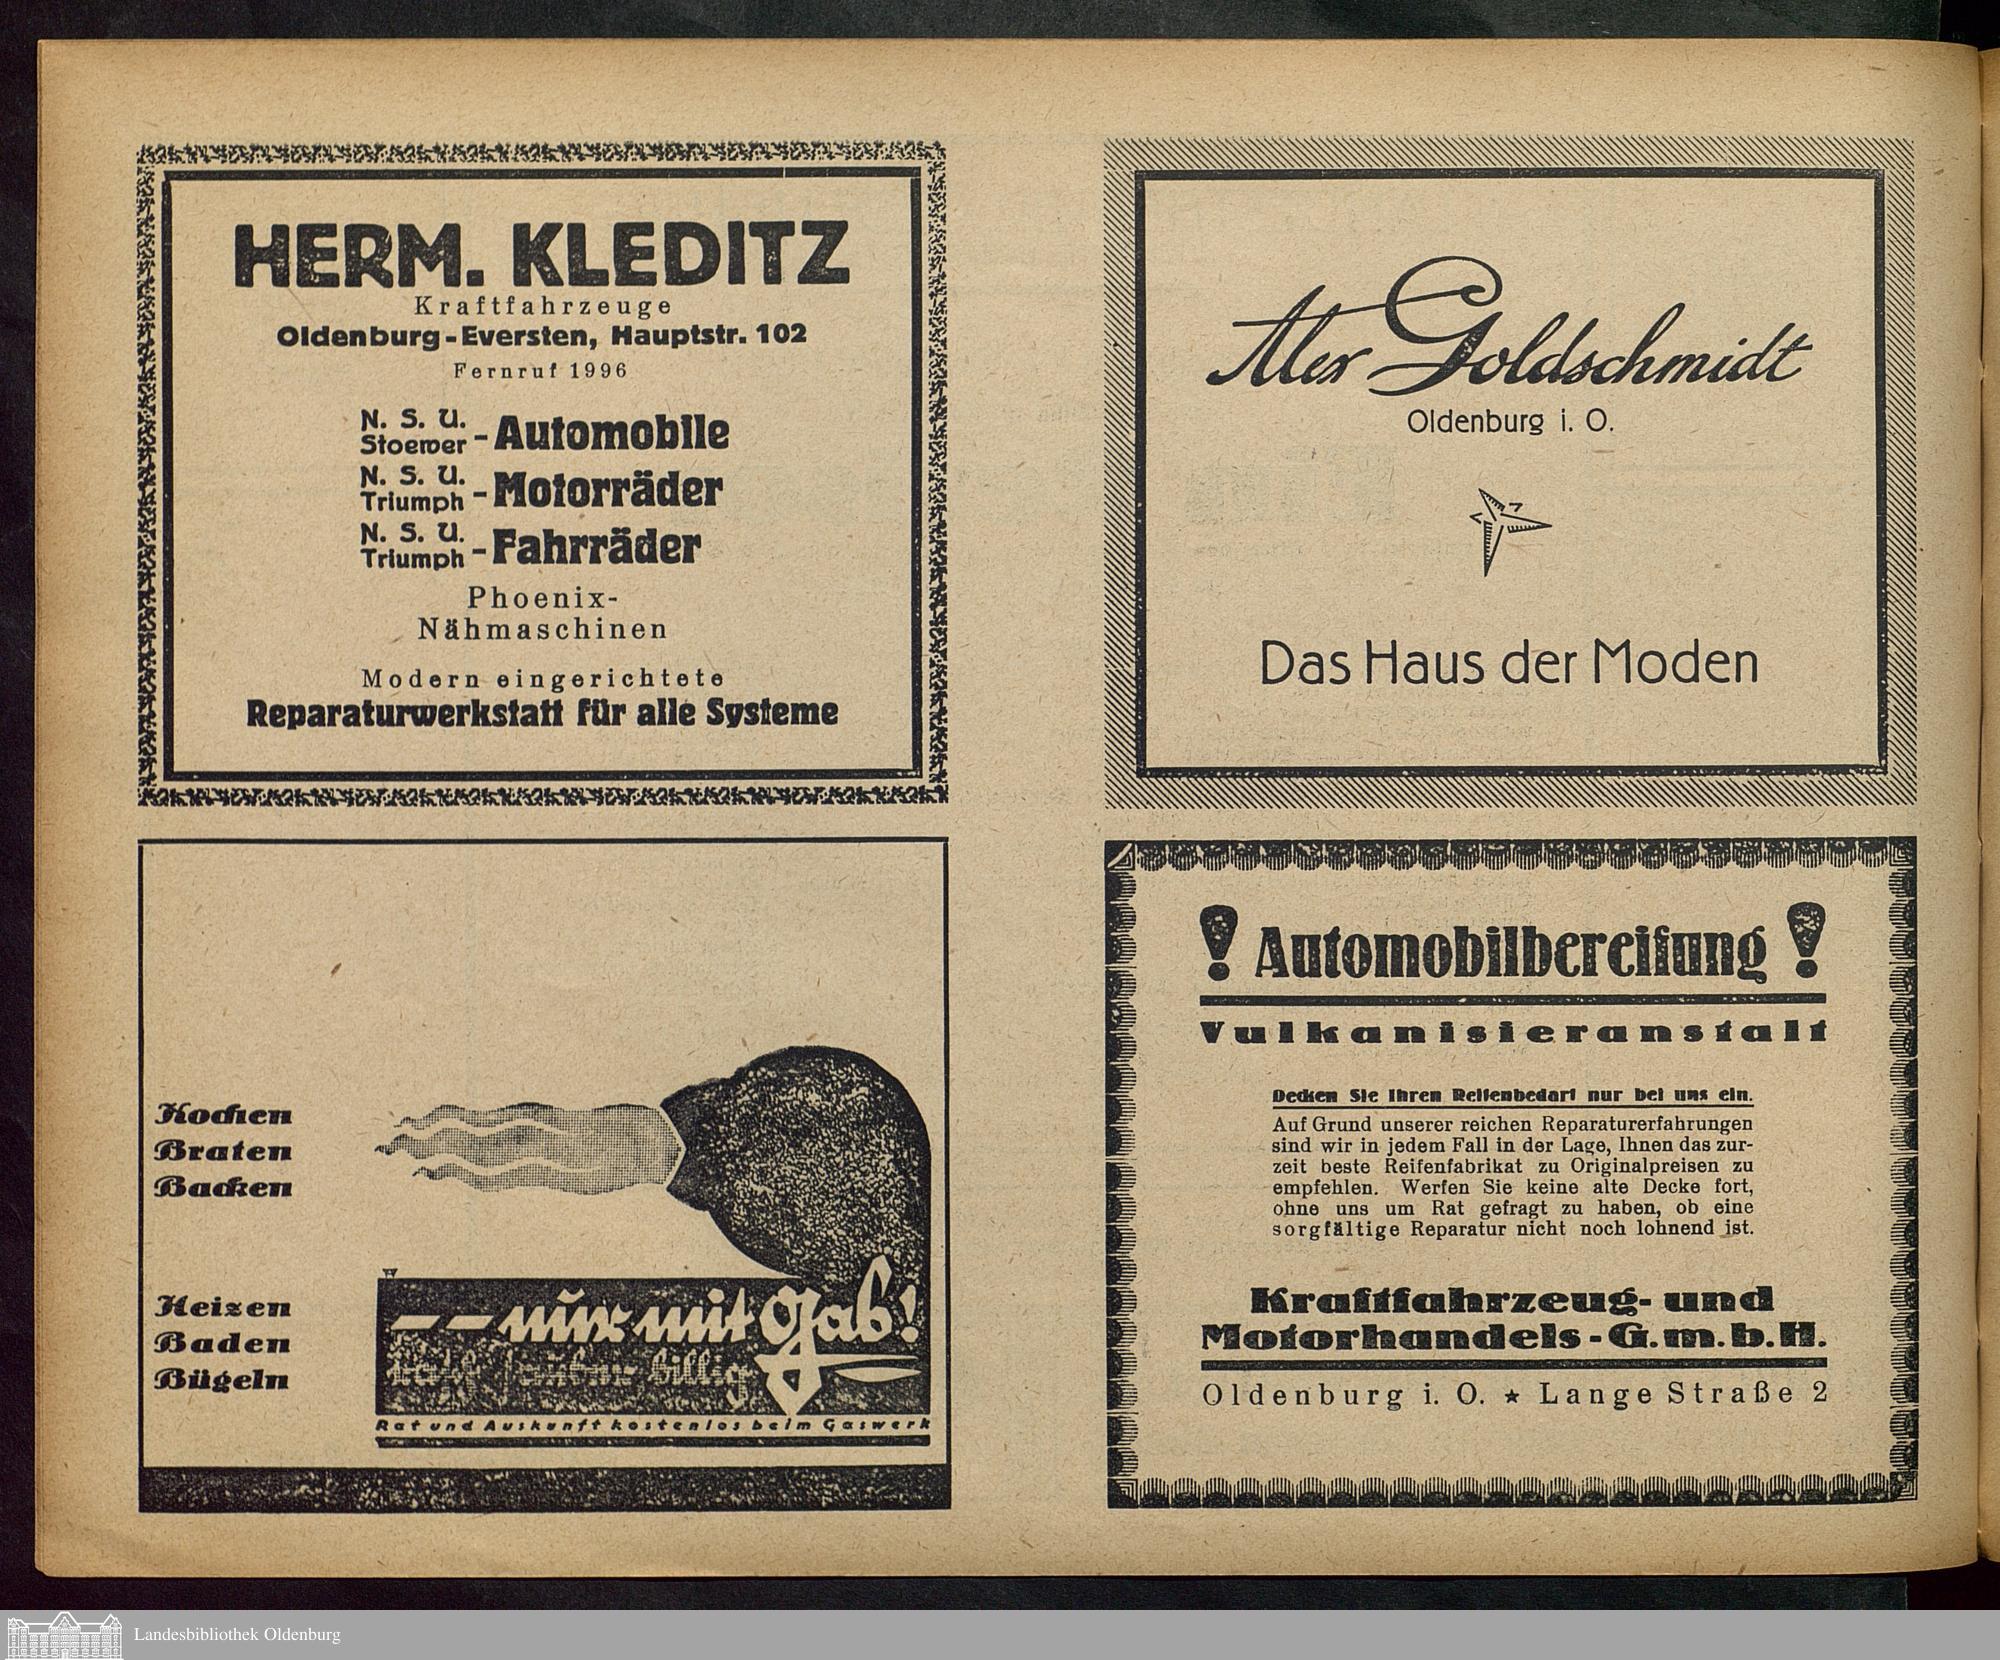 HERM. KLEDITZ
Kraftfahrzeuge
Oldenburg-Eversten, Hauptstr. 102
Fernruf 1996
N. S. U.
Stoewer - Automobile
N. S. U.
Triumph - Motorräder
N. S. U.
Triumph - Fahrräder
Phoenix-
Nähmaschinen
Modern eingerichtete
Reparaturwerkstatt für alle Systeme
Alex Goldschmidt
Oldenburg i. O.
Das Haus der Moden
Kochen
Braten
Backen
Heizen
Baden
Bügeln
— — nur mit Gas!
sauber billig
Rat und Auskunft kostenlos beim Gaswerk
! Automobilbereifung !
Vulkanisieranstalt
Decken Sie Ihren Reifenbedarf nur bei uns ein.
Auf Grund unserer reichen Reparaturerfahrungen
sind wir in jedem Fall in der Lage, Ihnen das zur-
zeit beste Reifenfabrikat zu Originalpreisen zu
empfehlen. Werfen Sie keine alte Decke fort,
ohne uns um Rat gefragt zu haben, ob eine
sorgfältige Reparatur nicht noch lohnend ist.
Kraftfahrzeug- und
Motorhandels-G.m.b.H.
Oldenburg i. O. ★ Lange Straße 2
Landesbibliothek Oldenburg